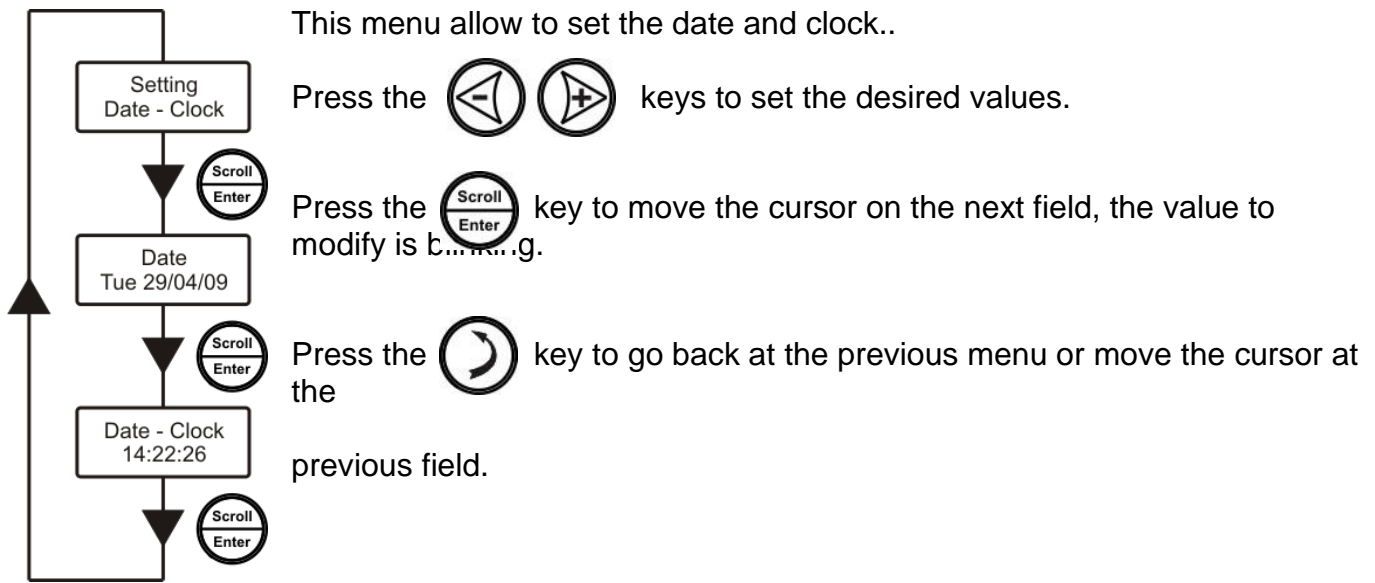 This menu allow to set the date and clock..
Setting
Date - Clock
Press the - + keys to set the desired values.
Scroll
Enter
Press the Scroll Enter key to move the cursor on the next field, the value to
modify is blinking.
Date
Tue 29/04/09
Scroll
Enter
Press the key to go back at the previous menu or move the cursor at
the
Date - Clock
14:22:26
previous field.
Scroll
Enter